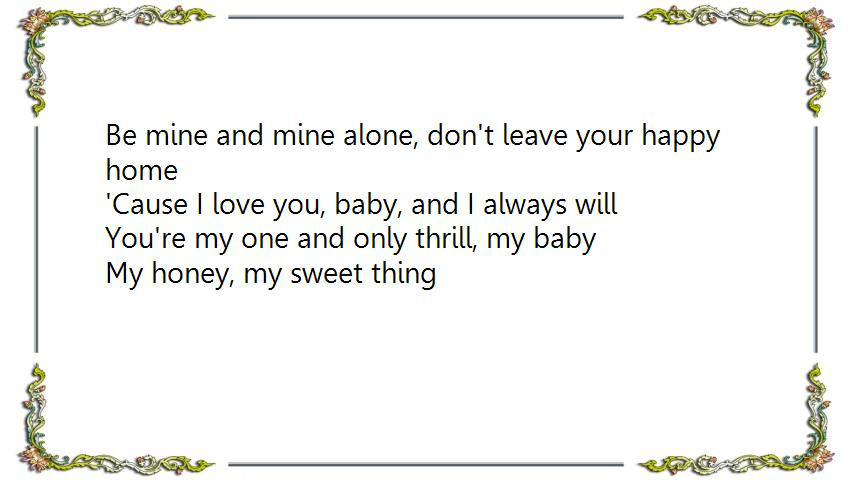 Be mine and mine alone, don't leave your happy
home
'Cause I love you, baby, and I always will
You're my one and only thrill, my baby
My honey, my sweet thing